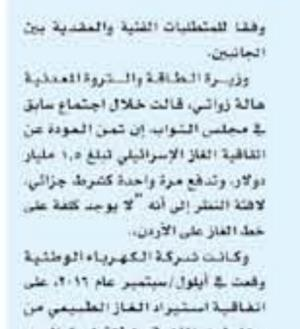 وفقا للمتطلبات الفنية والعقدية بين
الجانبين.
وزيرة الطاقة والثروة المعدنية
هالة زواتي، قالت خلال اجتماع سابق
في مجلس النواب، إن ثمن العودة عن
اتفاقية الغاز الإسرائيلي تبلغ ١,٥ مليار
دولار، وتدفع مرة واحدة كشرط جزائي،
لافتة النظر إلى أنه "لا يوجد كلفة على
خط الغاز على الأردن..
وكانت شركة الكهرباء الوطنية
وقعت في أيلول/سبتمبر عام ٢٠١٦، على
اتفاقية استيراد الغاز الطبيعي من